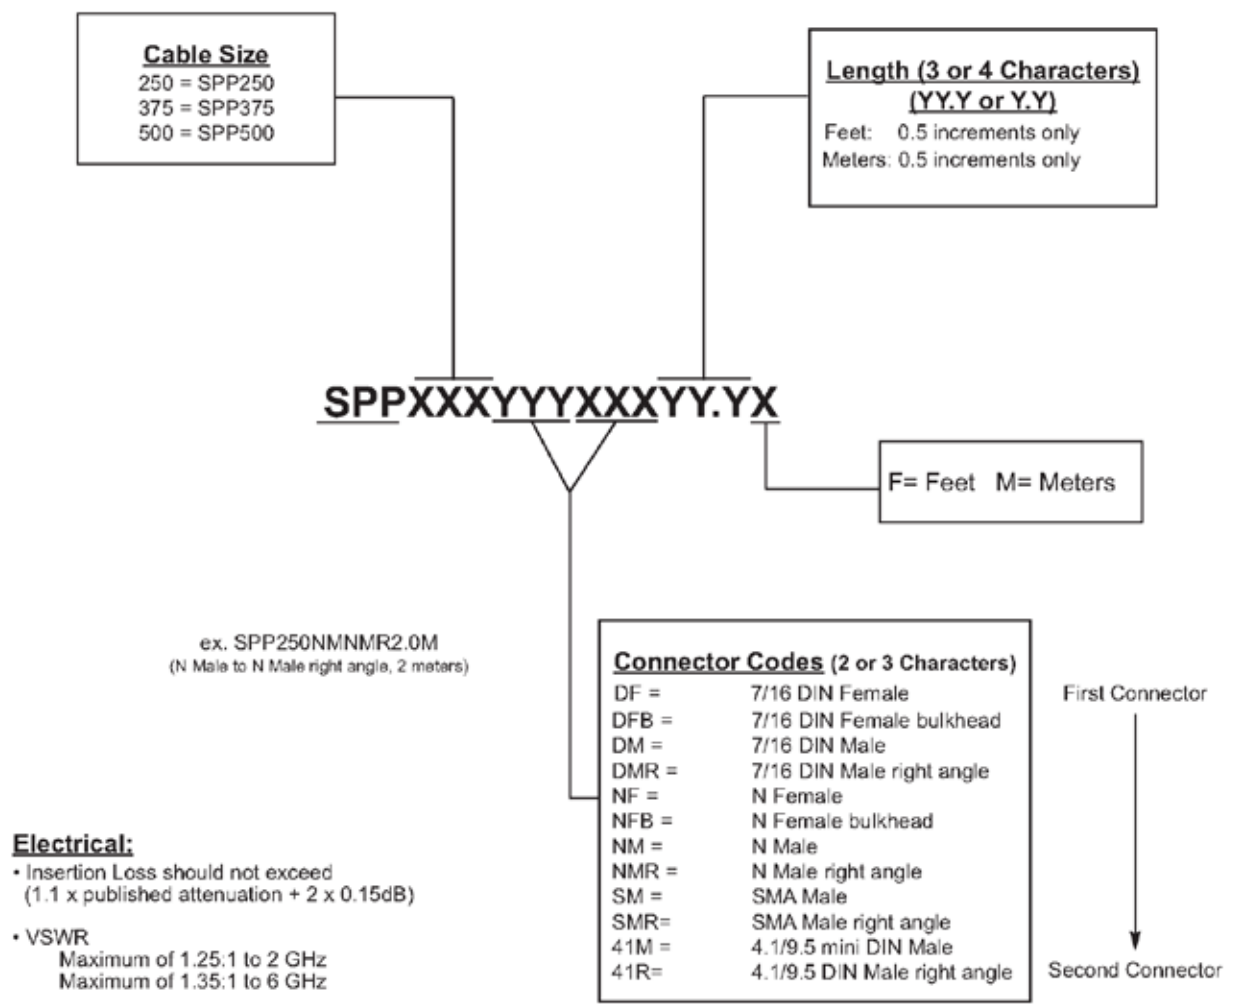 Cable Size
250 = SPP250
375 = SPP375
500 = SPP500
Length (3 or 4 Characters)
(YY.Y or Y.Y)
Feet: 0.5 increments only
Meters: 0.5 increments only
SPPXXXYYYXXXYY.YX
F= Feet M= Meters
ex. SPP250NMNMR2.0M
(N Male to N Male right angle, 2 meters)
Connector Codes (2 or 3 Characters)
DF = 7/16 DIN Female
DFB = 7/16 DIN Female bulkhead
DM = 7/16 DIN Male
DMR = 7/16 DIN Male right angle
NF = N Female
NFB = N Female bulkhead
NM = N Male
NMR = N Male right angle
SM = SMA Male
SMR= SMA Male right angle
41M = 4.1/9.5 mini DIN Male
41R= 4.1/9.5 DIN Male right angle
First Connector
Second Connector
Electrical:
• Insertion Loss should not exceed
(1.1 x published attenuation + 2 x 0.15dB)
• VSWR
Maximum of 1.25:1 to 2 GHz
Maximum of 1.35:1 to 6 GHz